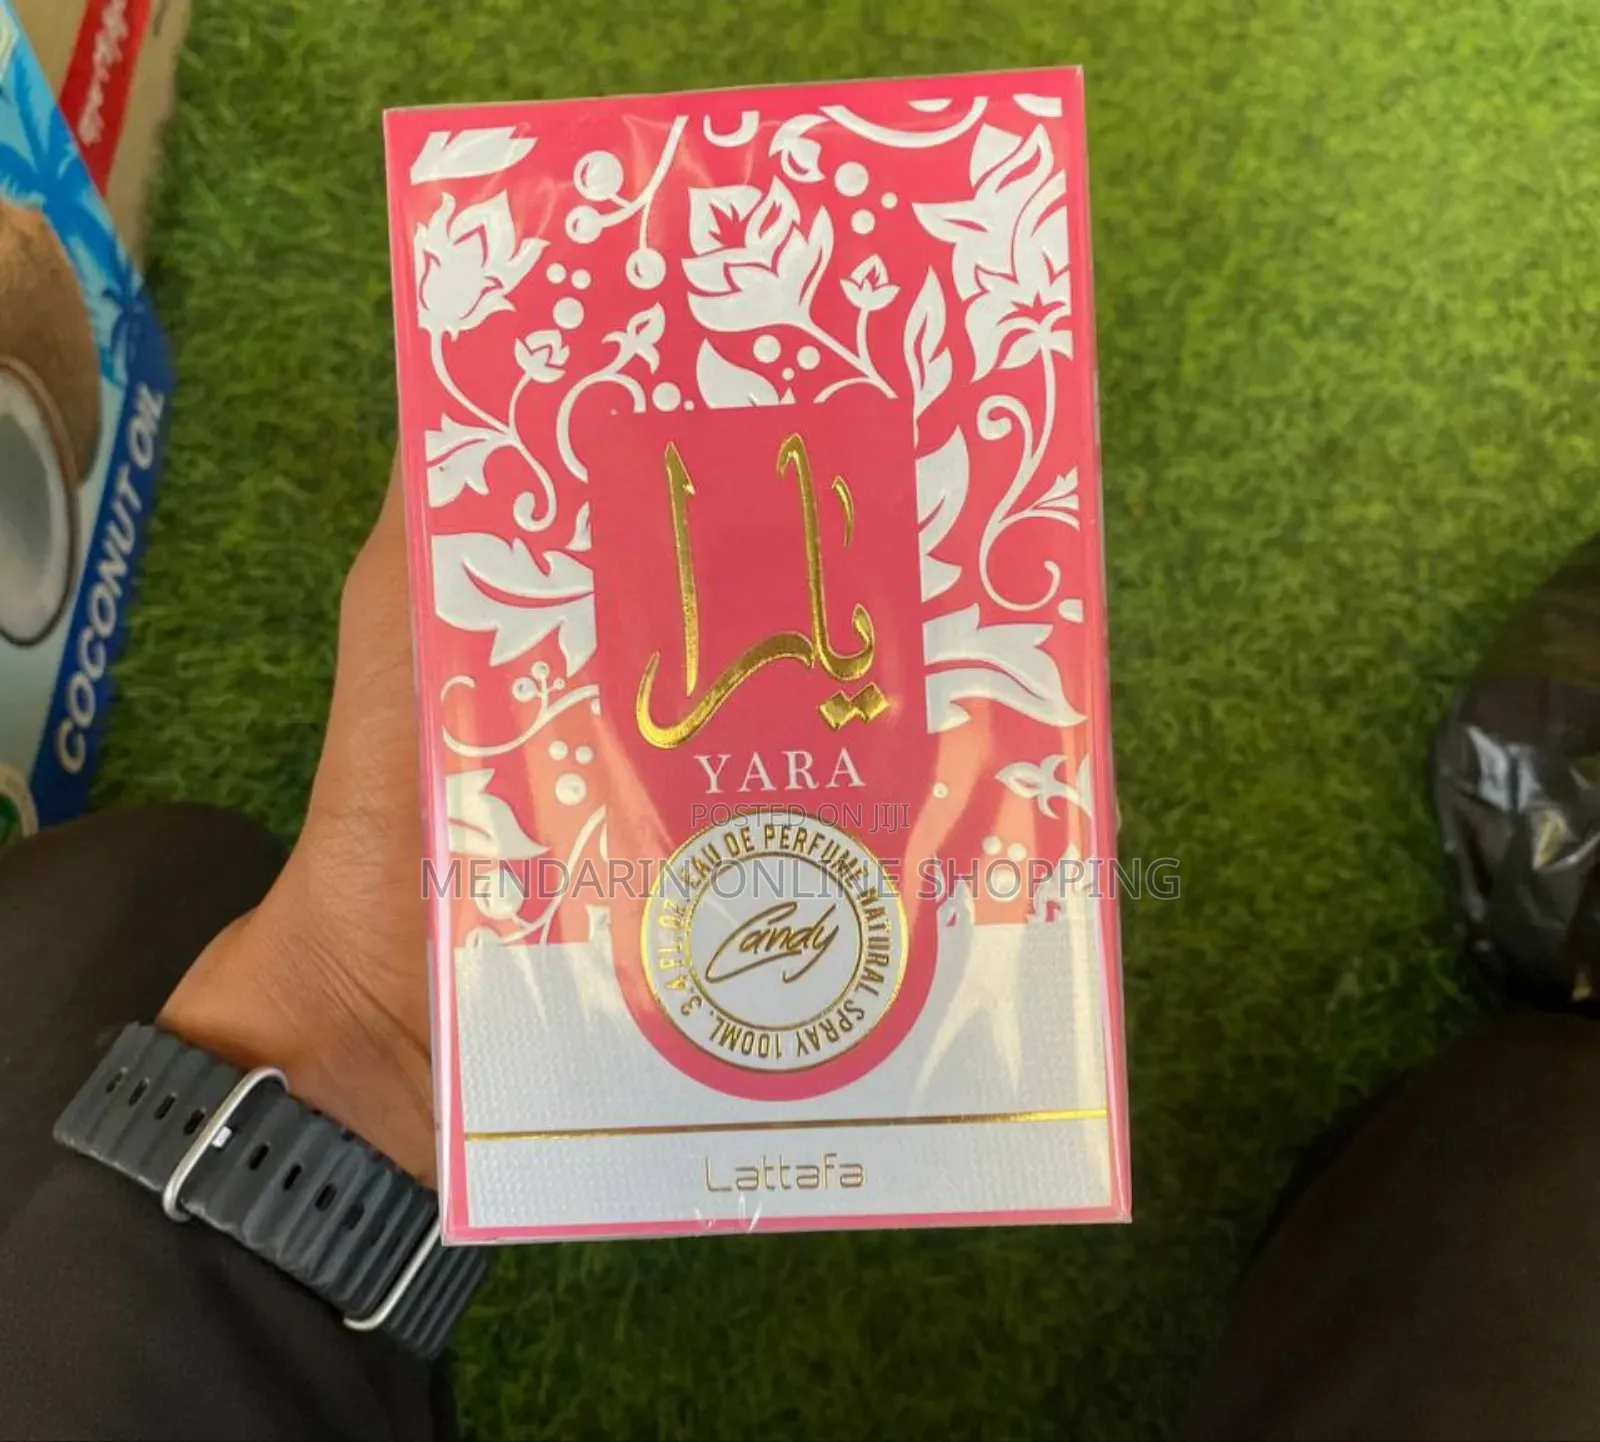 COCONUT OIL
يارا
YARA
POSTED ON JIJI
MENDARIN ONLINE SHOPPING
EAU DE PERFUME NATURAL SPRAY 100ML. 3.4 FL.OZ.
Candy
Lattafa